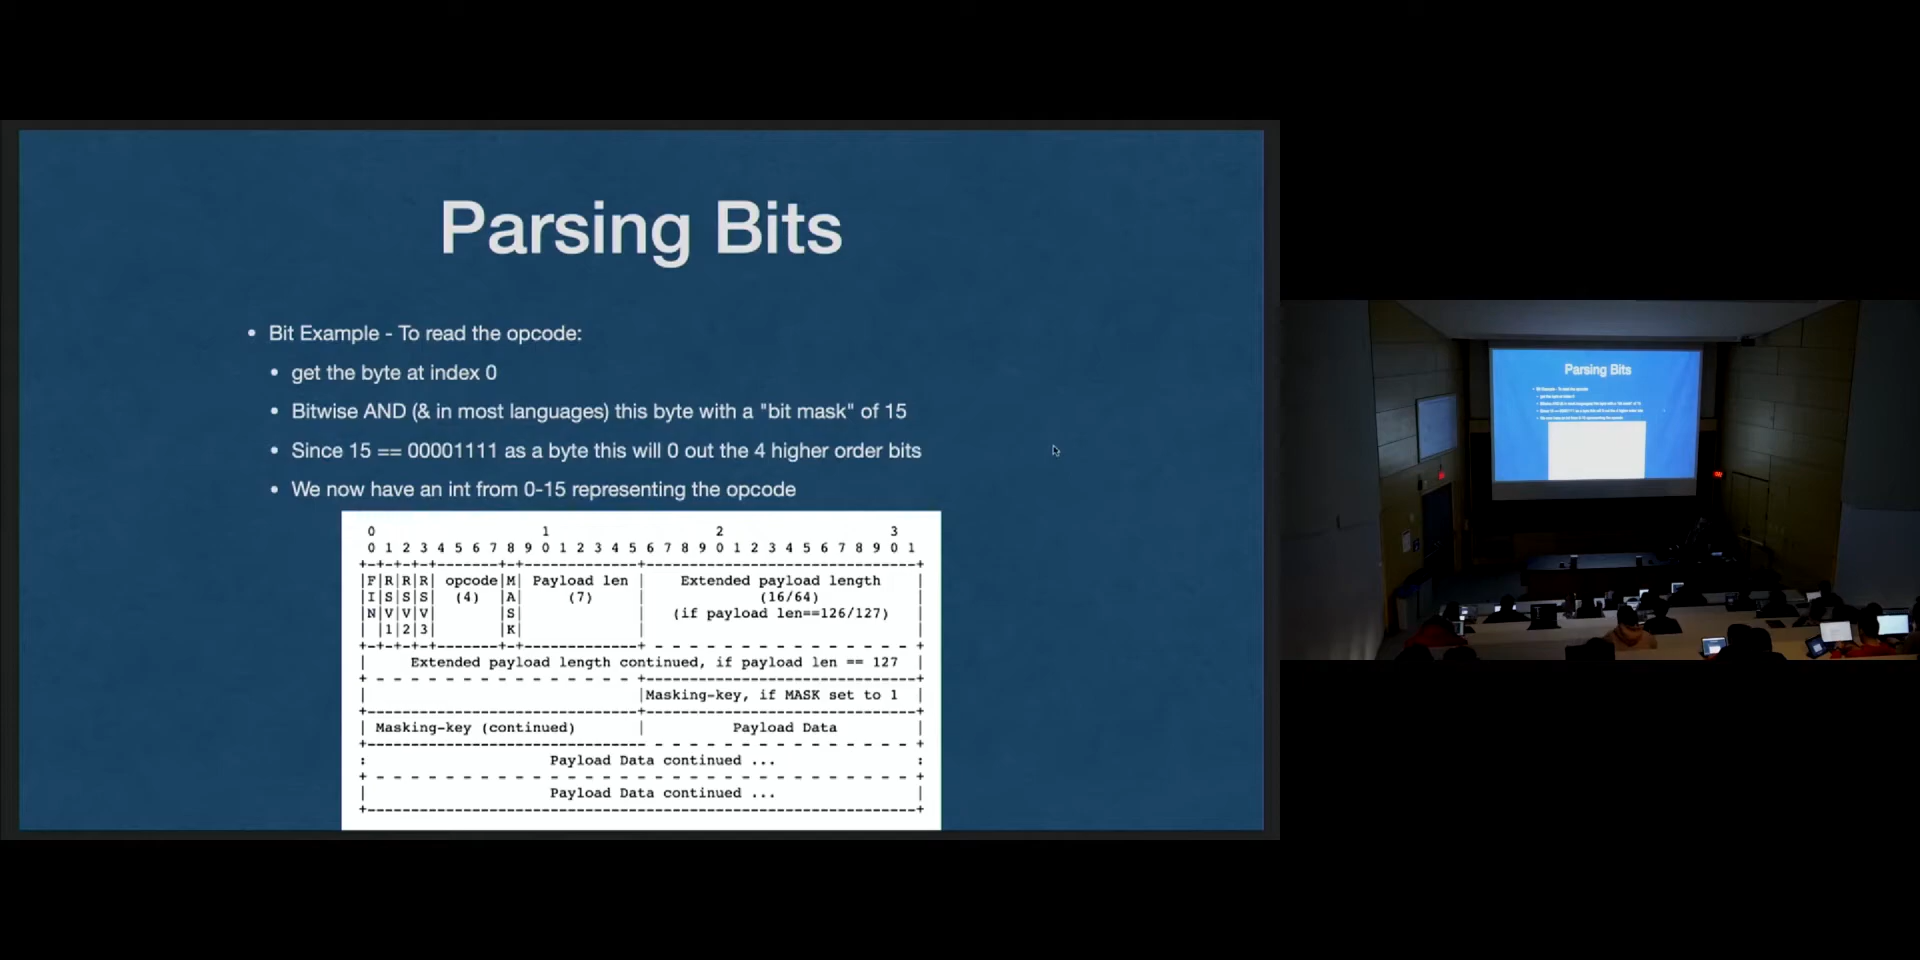 Parsing Bits
• Bit Example - To read the opcode:
• get the byte at index 0
• Bitwise AND (& in most languages) this byte with a "bit mask" of 15
• Since 15 == 00001111 as a byte this will 0 out the 4 higher order bits
• We now have an int from 0-15 representing the opcode
 0                   1                   2                   3
 0 1 2 3 4 5 6 7 8 9 0 1 2 3 4 5 6 7 8 9 0 1 2 3 4 5 6 7 8 9 0 1
+-+-+-+-+-------+-+-------------+-------------------------------+
|F|R|R|R| opcode|M| Payload len |    Extended payload length    |
|I|S|S|S|  (4)  |A|     (7)     |             (16/64)           |
|N|V|V|V|       |S|             |   (if payload len==126/127)   |
| |1|2|3|       |K|             |                               |
+-+-+-+-+-------+-+-------------+ - - - - - - - - - - - - - - - +
|     Extended payload length continued, if payload len == 127  |
+ - - - - - - - - - - - - - - - +-------------------------------+
|                               |Masking-key, if MASK set to 1  |
+-------------------------------+-------------------------------+
| Masking-key (continued)       |          Payload Data         |
+-------------------------------- - - - - - - - - - - - - - - - +
:                     Payload Data continued ...                :
+ - - - - - - - - - - - - - - - - - - - - - - - - - - - - - - - +
|                     Payload Data continued ...                |
+---------------------------------------------------------------+
Parsing Bits